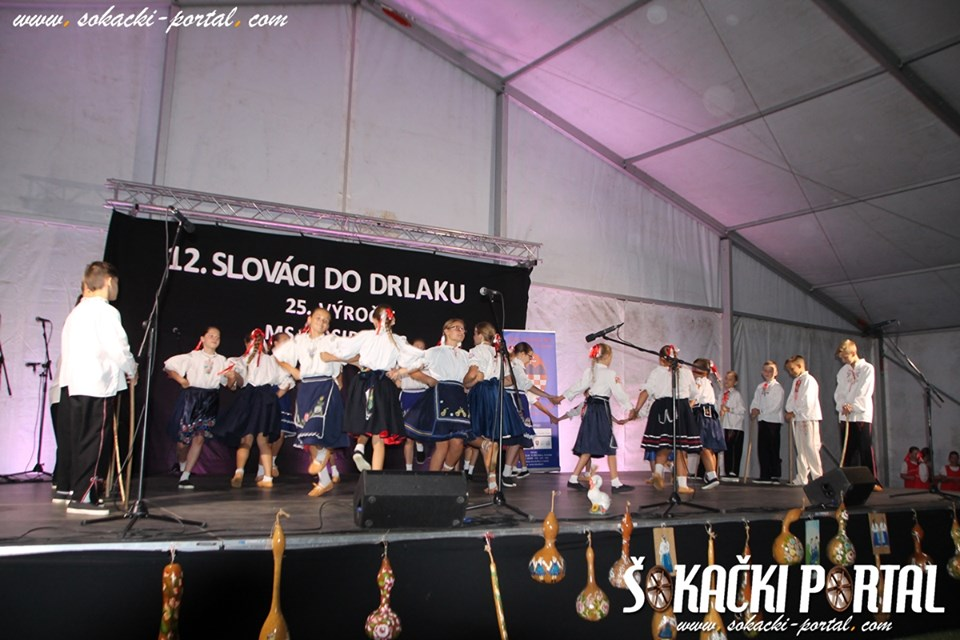 www. sokacki-portal. com
12. SLOVÁCI DO DRLAKU
25. VÝROČ
ŠOKAČKI PORTAL
www. sokacki-portal. com